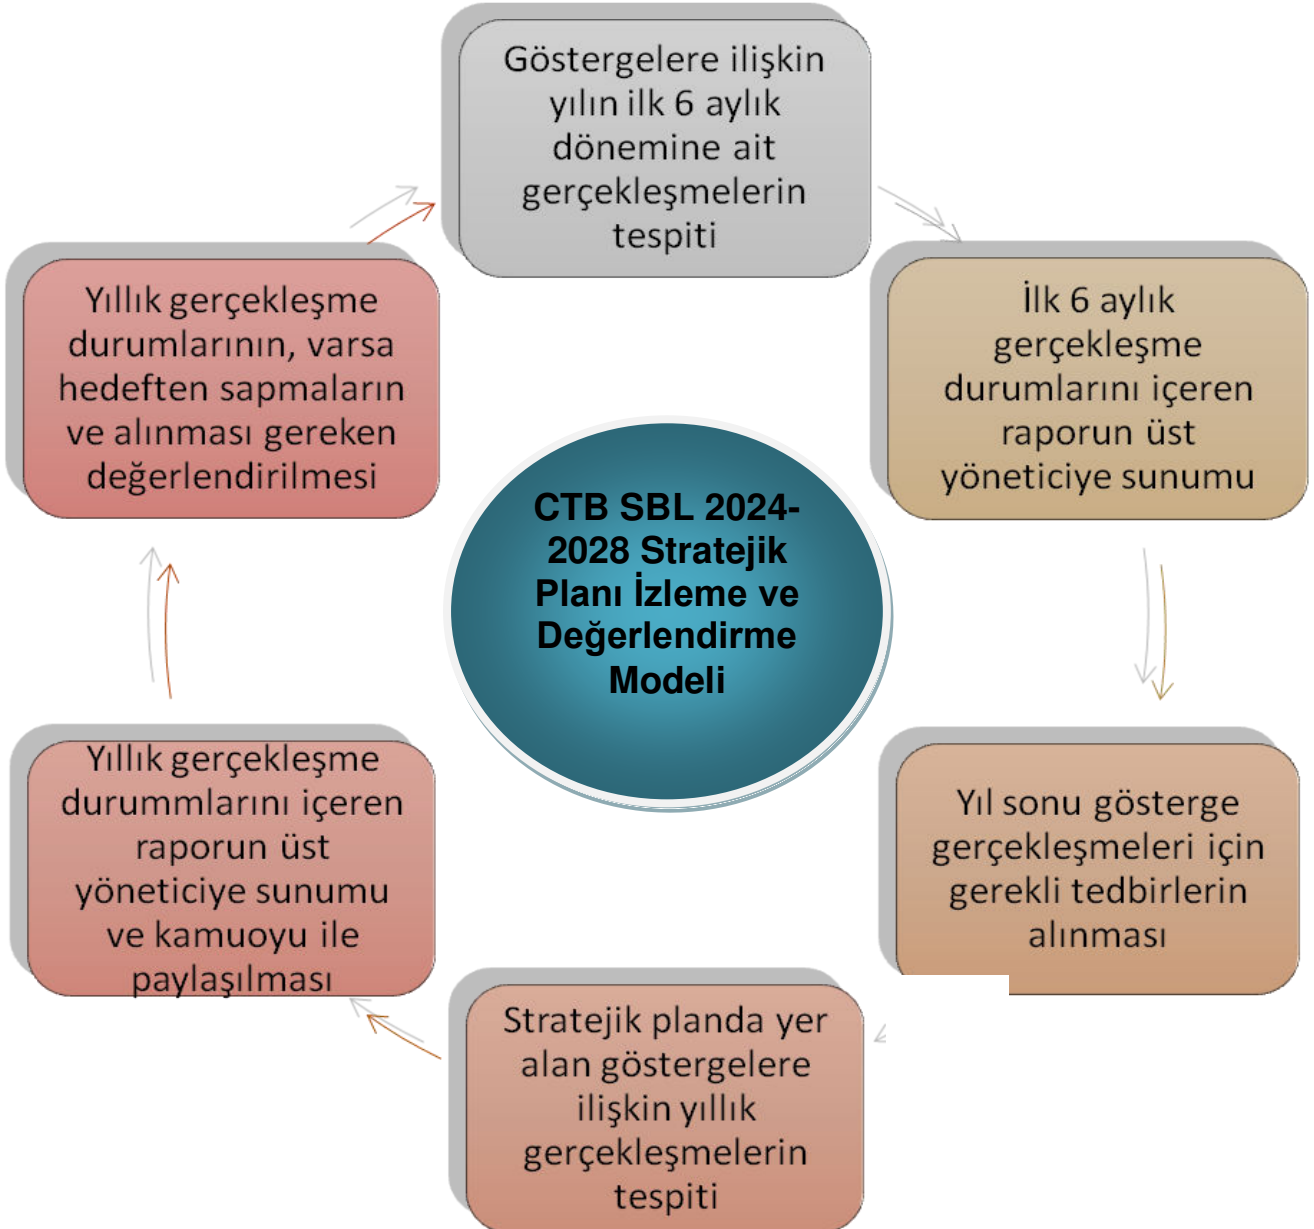 Göstergelere ilişkin
yılın ilk 6 aylık
dönemine ait
gerçekleşmelerin
tespiti
İlk 6 aylık
gerçekleşme
durumlarını içeren
raporun üst
yöneticiye sunumu
Yıl sonu gösterge
gerçekleşmeleri için
gerekli tedbirlerin
alınması
Stratejik planda yer
alan göstergelere
ilişkin yıllık
gerçekleşmelerin
tespiti
Yıllık gerçekleşme
durummlarını içeren
raporun üst
yöneticiye sunumu
ve kamuoyu ile
paylaşılması
Yıllık gerçekleşme
durumlarının, varsa
hedeften sapmaların
ve alınması gereken
değerlendirilmesi
CTB SBL 2024-
2028 Stratejik
Planı İzleme ve
Değerlendirme
Modeli